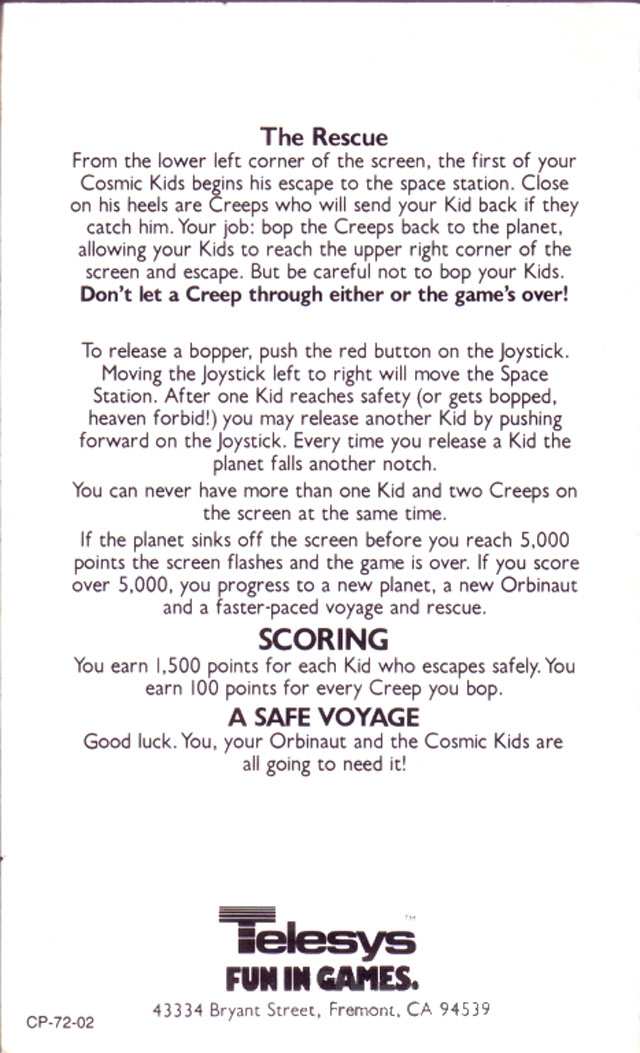 The Rescue
From the lower left corner of the screen, the first of your
Cosmic Kids begins his escape to the space station. Close
on his heels are Creeps who will send your Kid back if they
catch him. Your job: bop the Creeps back to the planet,
allowing your Kids to reach the upper right corner of the
screen and escape. But be careful not to bop your Kids.
Don't let a Creep through either or the game's over!
To release a bopper, push the red button on the Joystick.
Moving the Joystick left to right will move the Space
Station. After one Kid reaches safety (or gets bopped,
heaven forbid!) you may release another Kid by pushing
forward on the Joystick. Every time you release a Kid the
planet falls another notch.
You can never have more than one Kid and two Creeps on
the screen at the same time.
If the planet sinks off the screen before you reach 5,000
points the screen flashes and the game is over. If you score
over 5,000, you progress to a new planet, a new Orbinaut
and a faster-paced voyage and rescue.
SCORING
You earn 1,500 points for each Kid who escapes safely. You
earn 100 points for every Creep you bop.
A SAFE VOYAGE
Good luck. You, your Orbinaut and the Cosmic Kids are
all going to need it!
Telesys ™
FUN IN GAMES.
43334 Bryant Street, Fremont, CA 94539
CP-72-02